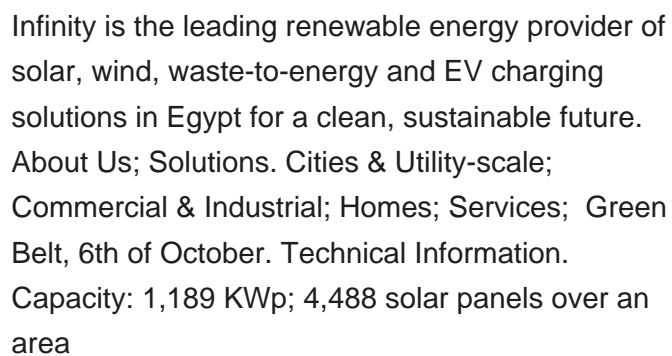 Infinity is the leading renewable energy provider of
solar, wind, waste-to-energy and EV charging
solutions in Egypt for a clean, sustainable future.
About Us; Solutions. Cities & Utility-scale;
Commercial & Industrial; Homes; Services;  Green
Belt, 6th of October. Technical Information.
Capacity: 1,189 KWp; 4,488 solar panels over an
area